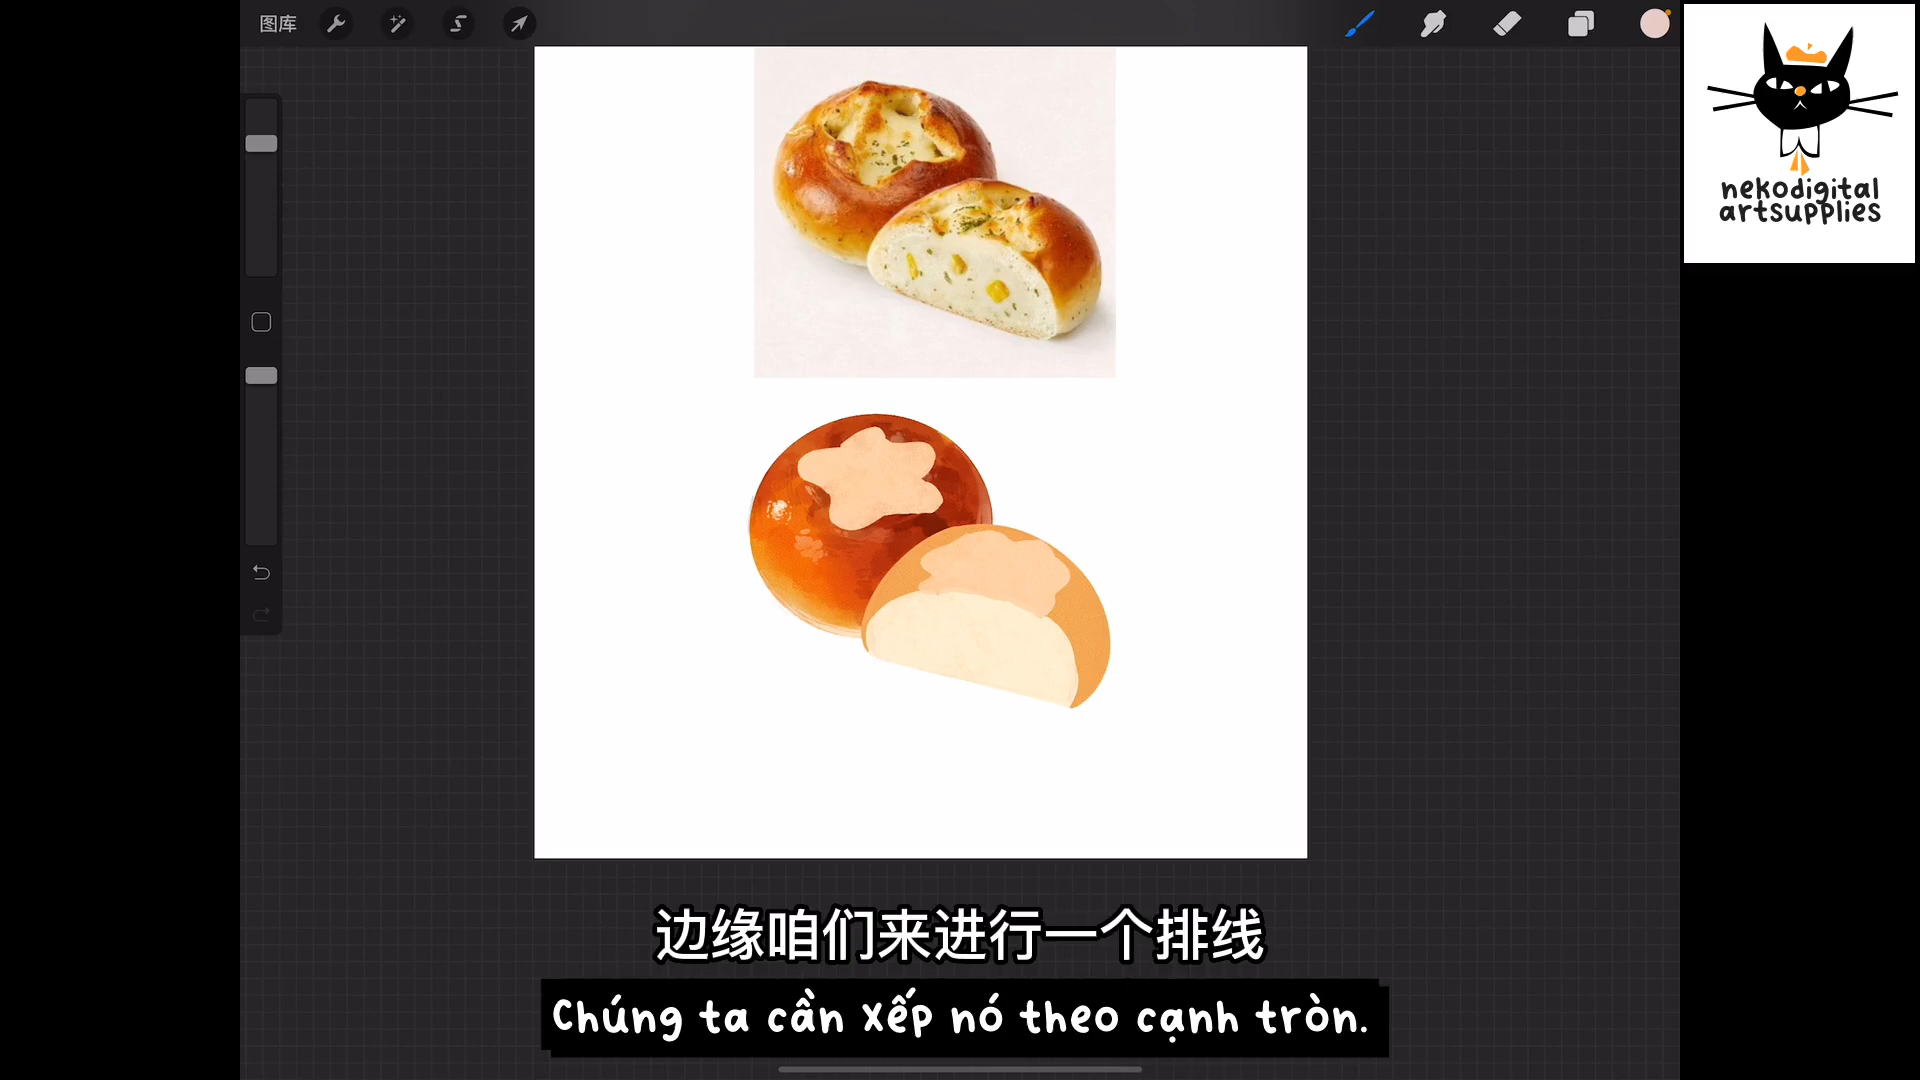 图库
nekodigital
artsupplies
边缘咱们来进行一个排线
Chúng ta cần xếp nó theo cạnh tròn.